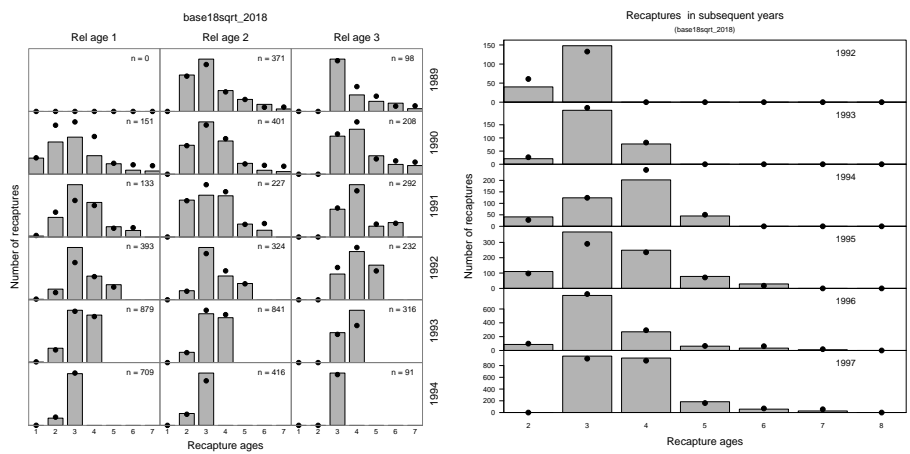 base18sqrt_2018
Rel age 1 Rel age 2 Rel age 3
n = 0 n = 371 n = 98 1989
n = 151 n = 401 n = 208 1990
n = 133 n = 227 n = 292 1991
n = 393 n = 324 n = 232 1992
n = 879 n = 841 n = 316 1993
n = 709 n = 416 n = 91 1994
1 2 3 4 5 6 7 1 2 3 4 5 6 7 1 2 3 4 5 6 7
Recapture ages
Number of recaptures
Recaptures in subsequent years
(base18sqrt_2018)
150 100 50 0 1992
150 100 50 0 1993
200 150 100 50 0 1994
300 200 100 0 1995
600 400 200 0 1996
800 600 400 200 0 1997
2 3 4 5 6 7 8
Recapture ages
Number of recaptures